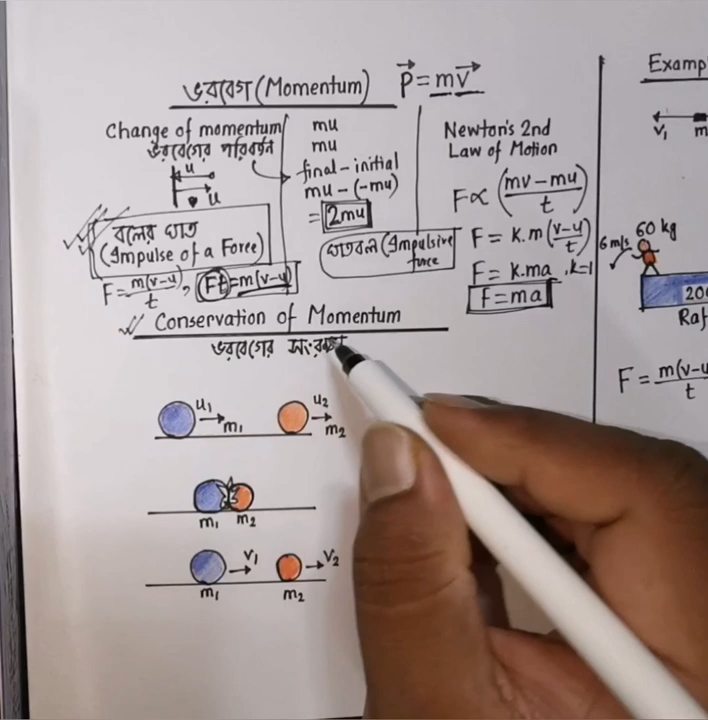 ভরবেগ (Momentum) P = mv
Change of momentum
ভরবেগের পরিবর্তন
u
u
mu
mu
final - initial
mu - (-mu)
= 2mu
Newton's 2nd
Law of Motion
F ∝ (mv - mu / t)
F = K.m (v-u / t)
F = K.ma , k=1
F = ma
বলের ঘাত
(Impulse of a Force)
F = m(v-u) / t , Ft = m(v-u)
ঘাতবল (Impulsive
force
Conservation of Momentum
ভরবেগের
u1 m1 u2 m2
m1 m2
v1 v2
m1 m2
Examp
v1 m
6 m/s 60 kg
200
Raf
F = m(v-u / t